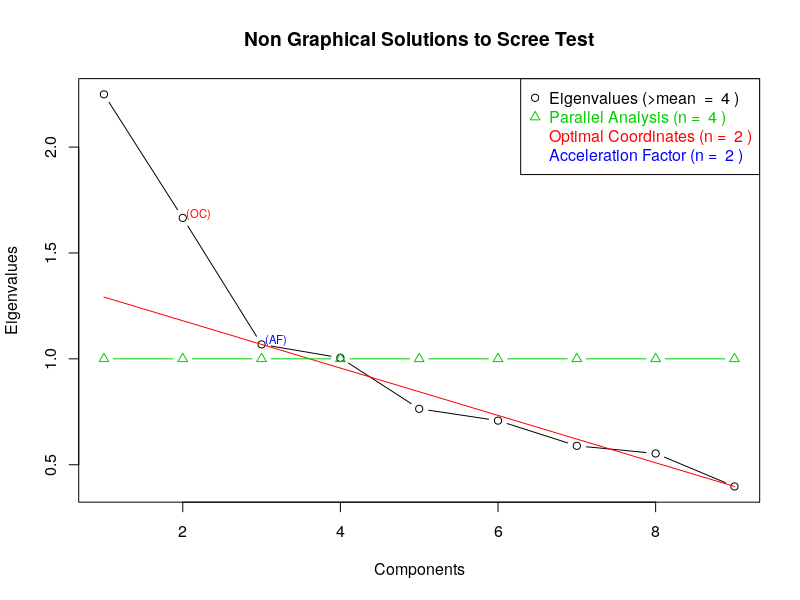 Non Graphical Solutions to Scree Test
Eigenvalues (>mean  =  4 )
Parallel Analysis (n =  4 )
Optimal Coordinates (n =  2 )
Acceleration Factor (n =  2 )
(OC)
(AF)
Eigenvalues
2.0
1.5
1.0
0.5
2
4
6
8
Components